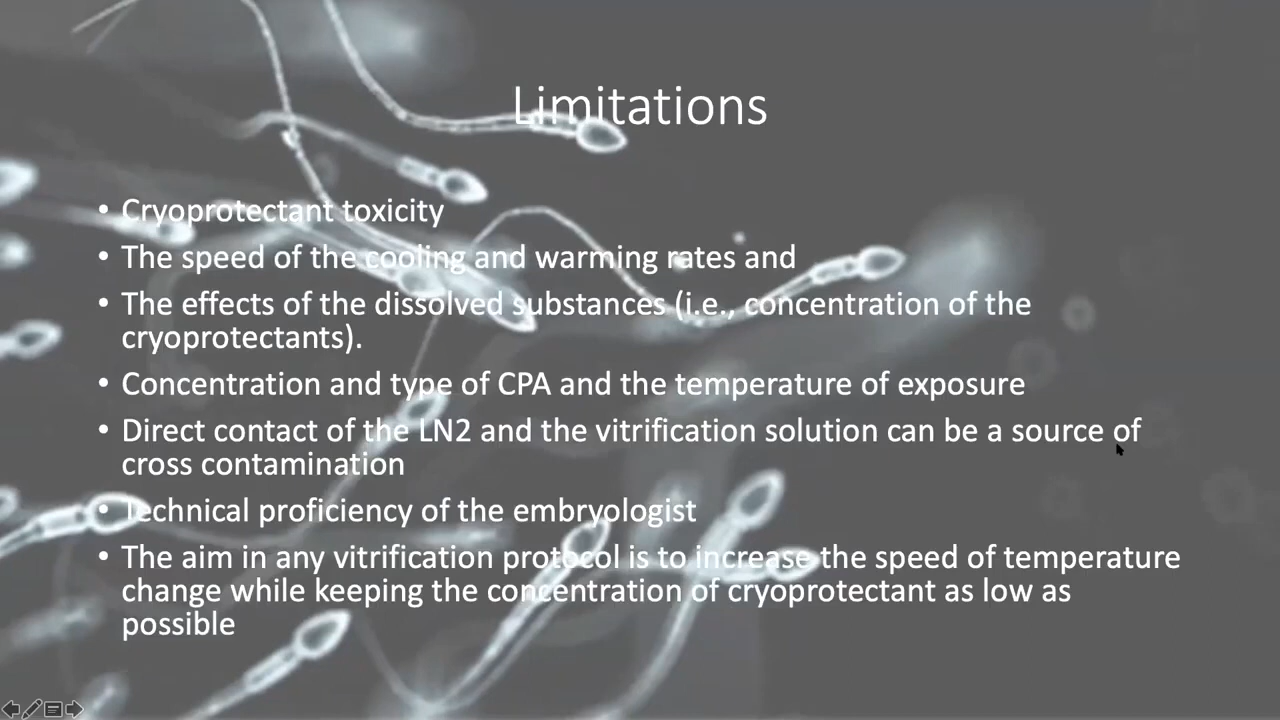 Limitations
• Cryoprotectant toxicity
• The speed of the cooling and warming rates and
• The effects of the dissolved substances (i.e., concentration of the
cryoprotectants).
• Concentration and type of CPA and the temperature of exposure
• Direct contact of the LN2 and the vitrification solution can be a source of
cross contamination
• Technical proficiency of the embryologist
• The aim in any vitrification protocol is to increase the speed of temperature
change while keeping the concentration of cryoprotectant as low as
possible